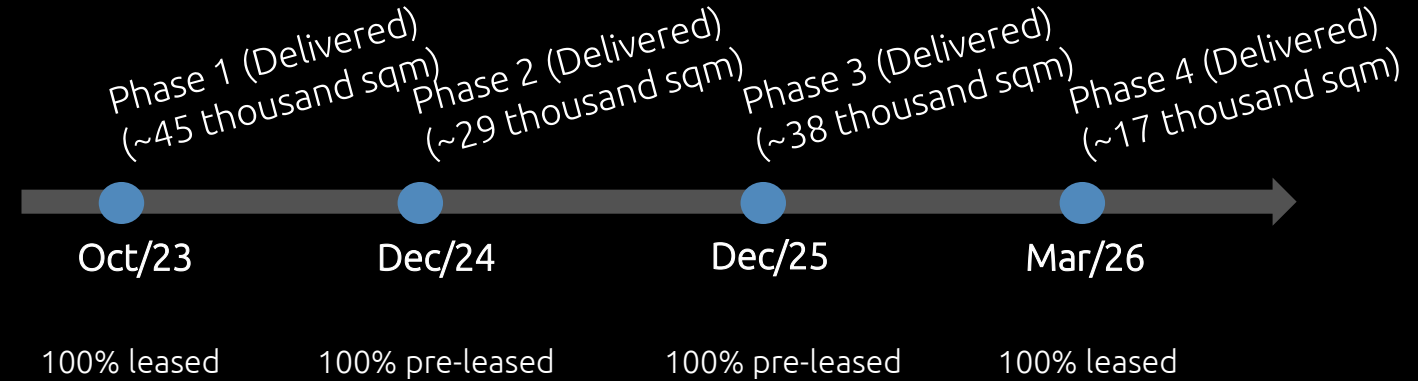 Phase 1 (Delivered)
(~45 thousand sqm)
Phase 2 (Delivered)
(~29 thousand sqm)
Phase 3 (Delivered)
(~38 thousand sqm)
Phase 4 (Delivered)
(~17 thousand sqm)
Oct/23
Dec/24
Dec/25
Mar/26
100% leased
100% pre-leased
100% pre-leased
100% leased